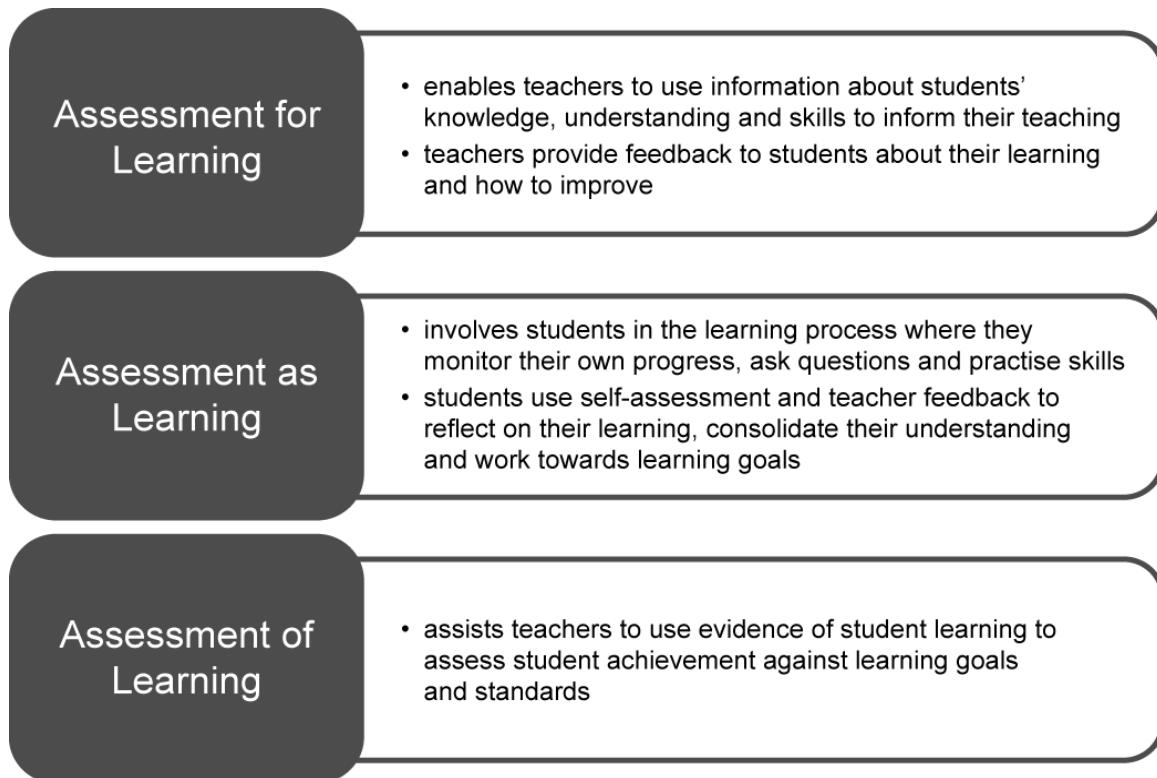 Assessment for
Learning
• enables teachers to use information about students’
knowledge, understanding and skills to inform their teaching
• teachers provide feedback to students about their learning
and how to improve
Assessment as
Learning
• involves students in the learning process where they
monitor their own progress, ask questions and practise skills
• students use self-assessment and teacher feedback to
reflect on their learning, consolidate their understanding
and work towards learning goals
Assessment of
Learning
• assists teachers to use evidence of student learning to
assess student achievement against learning goals
and standards